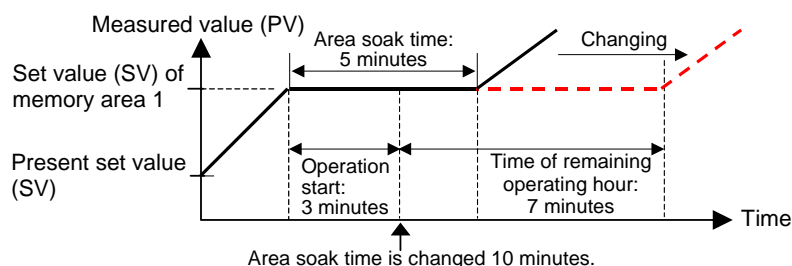 Measured value (PV)
Area soak time:
5 minutes
Changing
Set value (SV) of
memory area 1
Present set value
(SV)
Operation
start:
3 minutes
Time of remaining
operating hour:
7 minutes
Time
Area soak time is changed 10 minutes.